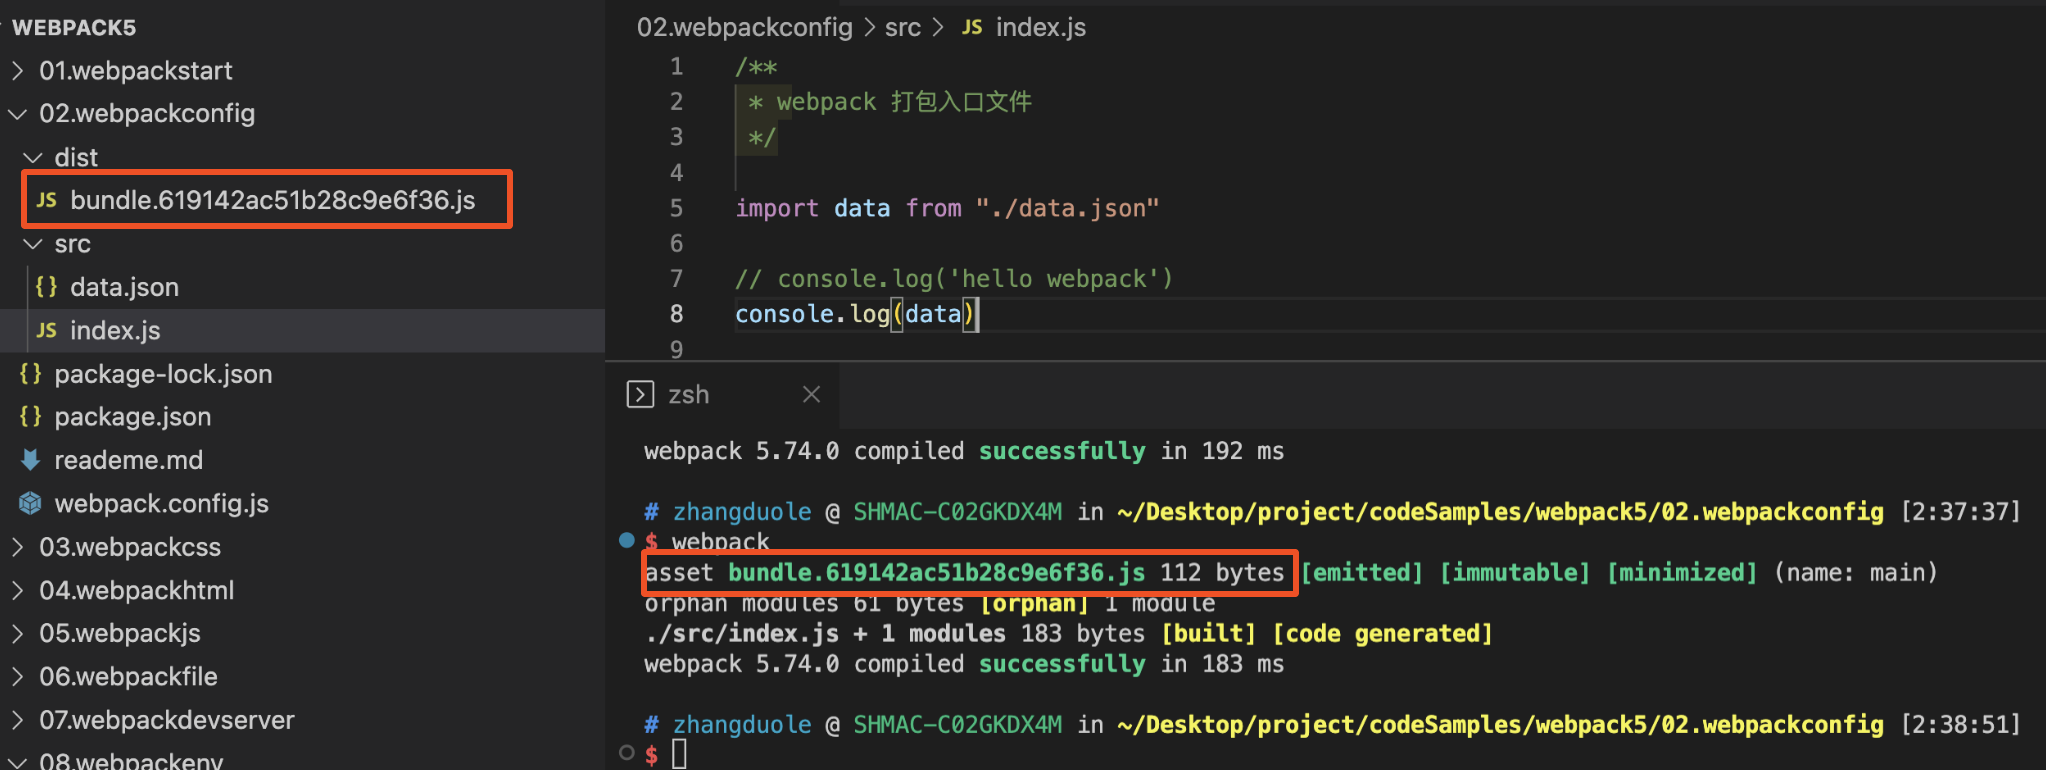 WEBPACK5
01.webpackstart
02.webpackconfig
dist
JS bundle.619142ac51b28c9e6f36.js
src
{} data.json
JS index.js
{} package-lock.json
{} package.json
reademe.md
webpack.config.js
03.webpackcss
04.webpackhtml
05.webpackjs
06.webpackfile
07.webpackdevserver
08.webpackenv
02.webpackconfig > src > JS index.js
1 /**
2 * webpack 打包入口文件
3 */
4
5 import data from "./data.json"
6
7 // console.log('hello webpack')
8 console.log(data)
9
zsh
webpack 5.74.0 compiled successfully in 192 ms
# zhangduole @ SHMAC-C02GKDX4M in ~/Desktop/project/codeSamples/webpack5/02.webpackconfig [2:37:37]
$ webpack
asset bundle.619142ac51b28c9e6f36.js 112 bytes [emitted] [immutable] [minimized] (name: main)
orphan modules 61 bytes [orphan] 1 module
./src/index.js + 1 modules 183 bytes [built] [code generated]
webpack 5.74.0 compiled successfully in 183 ms
# zhangduole @ SHMAC-C02GKDX4M in ~/Desktop/project/codeSamples/webpack5/02.webpackconfig [2:38:51]
$